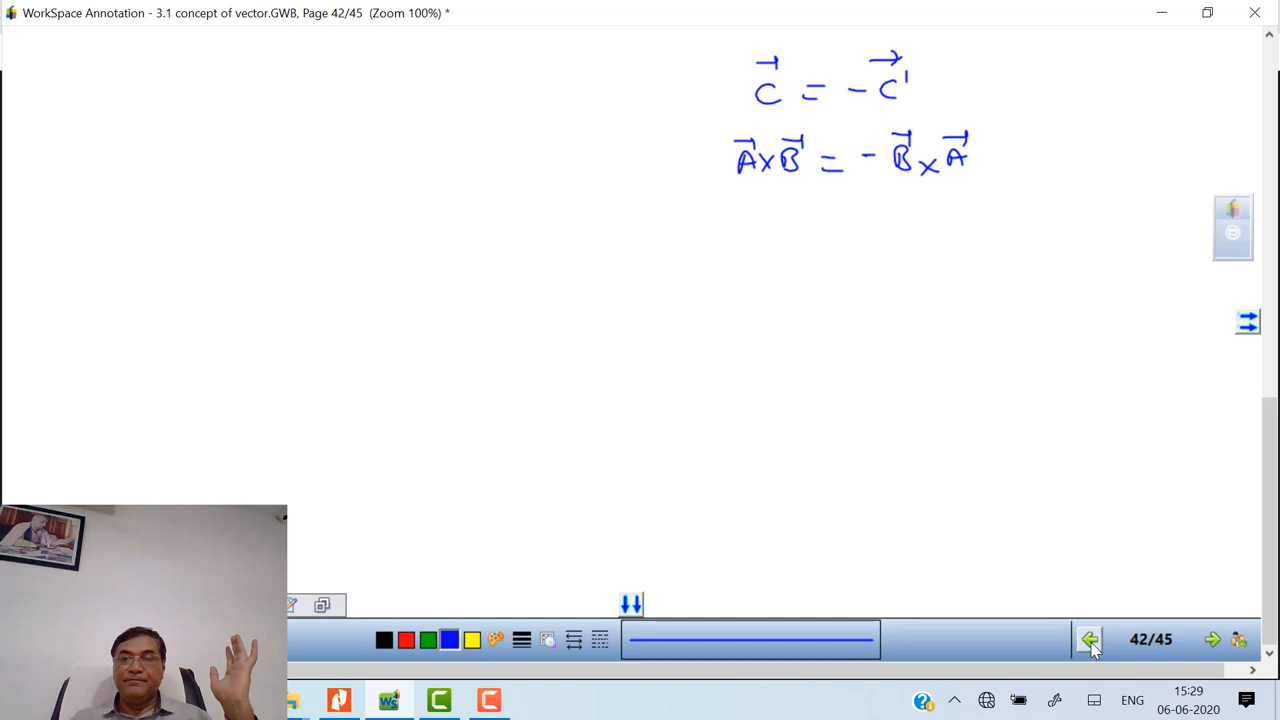 WorkSpace Annotation - 3.1 concept of vector.GWB, Page 42/45 (Zoom 100%) *
C⃗ = - C⃗'
A⃗ × B⃗ = - B⃗ × A⃗
42/45
WS
C
C
ENG
15:29
06-06-2020